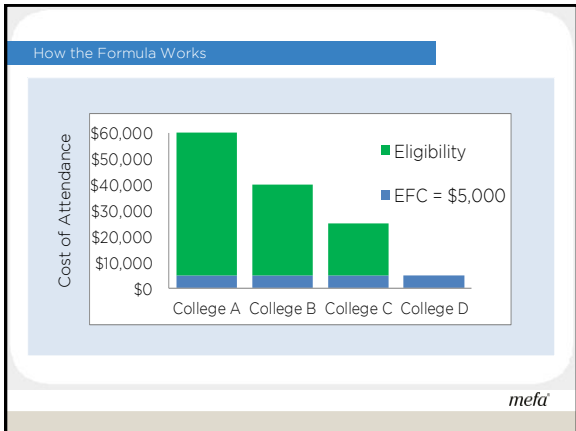 How the Formula Works
Cost of Attendance
$60,000
$50,000
$40,000
$30,000
$20,000
$10,000
$0
Eligibility
EFC = $5,000
College A College B College C College D
mefa